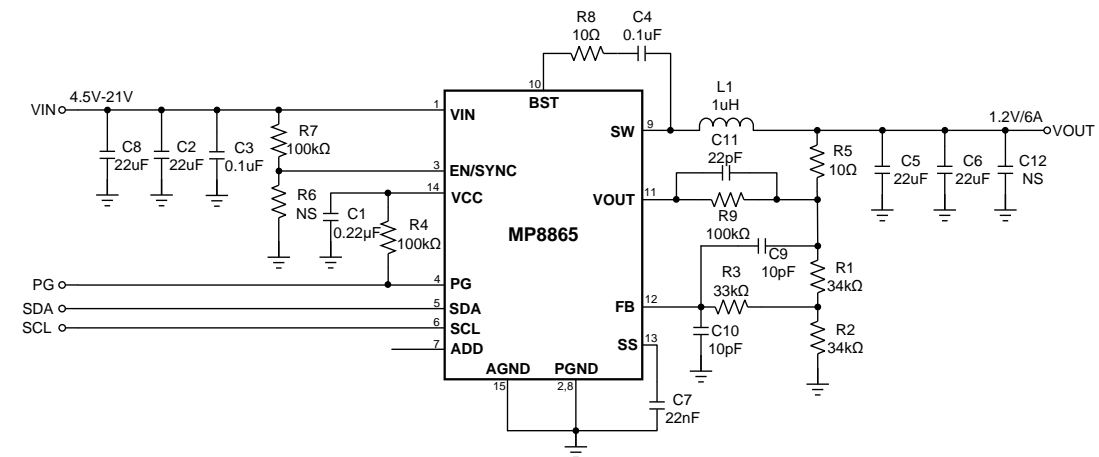 R8
10Ω
C4
0.1uF
10
BST
L1
1uH
VIN
4.5V-21V
1
VIN
SW
9
1.2V/6A
VOUT
C8
22uF
C2
22uF
C3
0.1uF
R7
100kΩ
C11
22pF
R5
10Ω
C5
22uF
C6
22uF
C12
NS
3
EN/SYNC
R6
NS
14
VCC
VOUT
11
R9
100kΩ
C1
0.22µF
R4
100kΩ
MP8865
C9
10pF
R3
33kΩ
R1
34kΩ
PG
4
PG
SDA
5
SDA
SCL
6
SCL
7
ADD
FB
12
C10
10pF
R2
34kΩ
SS
13
AGND
PGND
15
2,8
C7
22nF